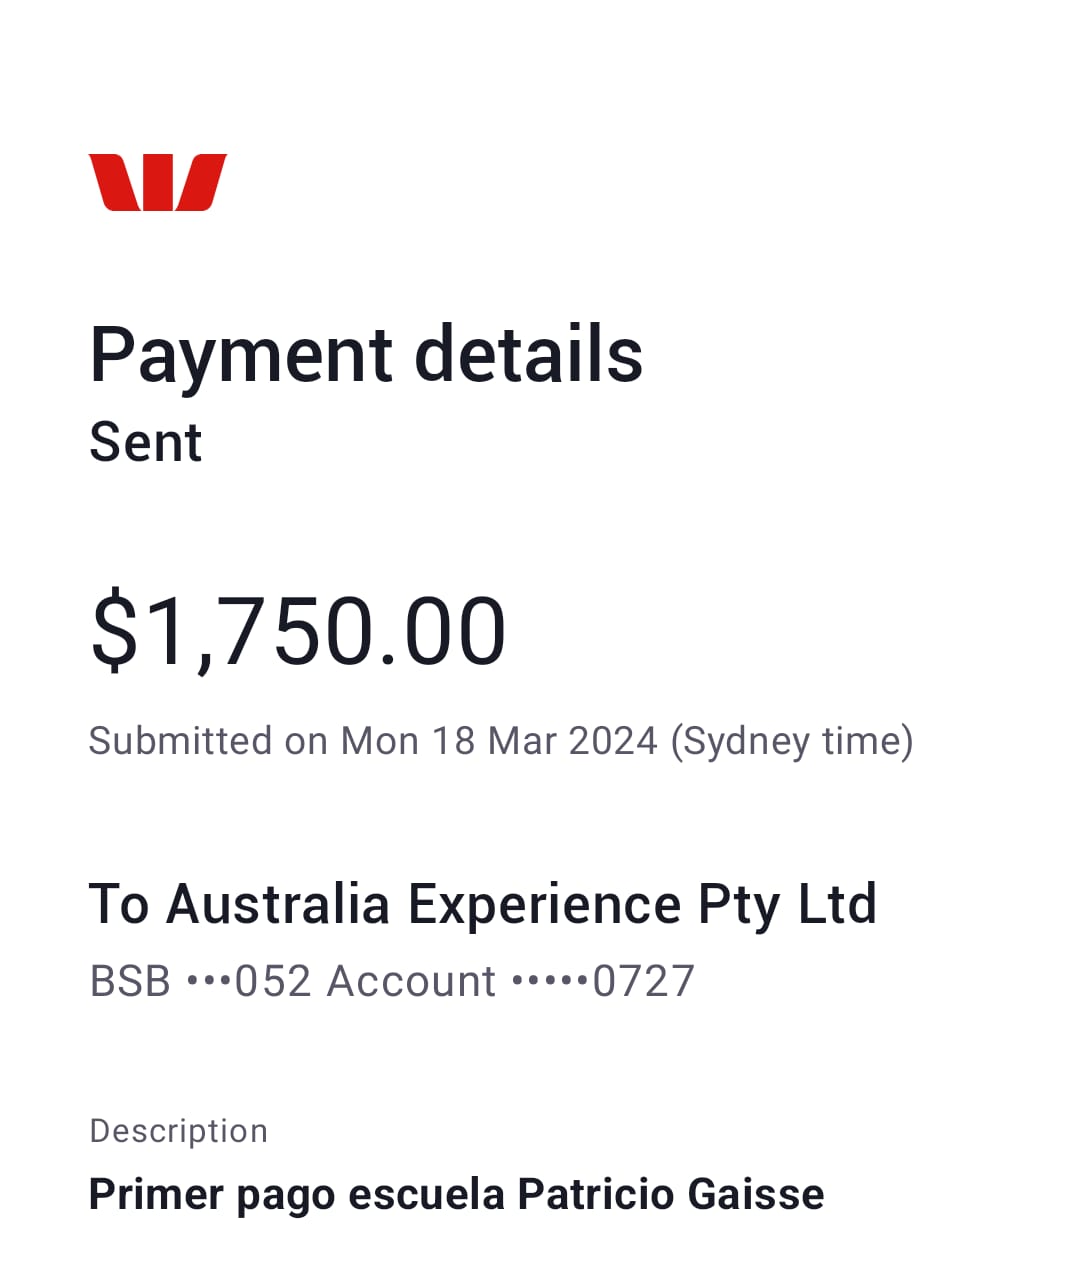 Payment details
Sent
$1,750.00
Submitted on Mon 18 Mar 2024 (Sydney time)
To Australia Experience Pty Ltd
BSB •••052 Account •••••0727
Description
Primer pago escuela Patricio Gaisse